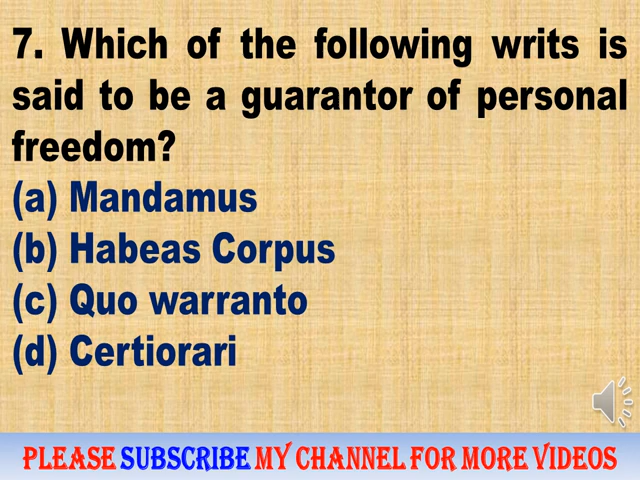 7. Which of the following writs is
said to be a guarantor of personal
freedom?
(a) Mandamus
(b) Habeas Corpus
(c) Quo warranto
(d) Certiorari
PLEASE SUBSCRIBE MY CHANNEL FOR MORE VIDEOS